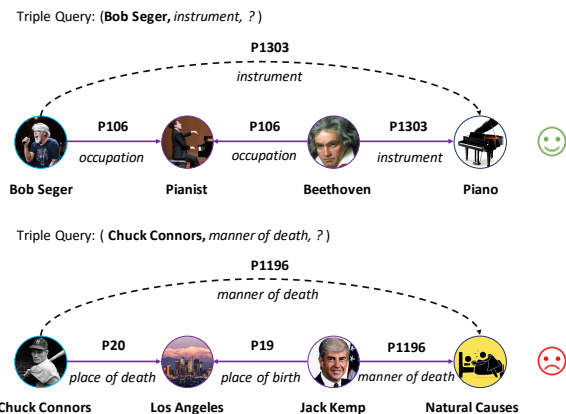 Triple Query: (Bob Seger, instrument, ? )
P1303
instrument
P106 P106 P1303
occupation occupation instrument
Bob Seger Pianist Beethoven Piano
Triple Query: ( Chuck Connors, manner of death, ? )
P1196
manner of death
P20 P19 P1196
place of death place of birth manner of death
Chuck Connors Los Angeles Jack Kemp Natural Causes